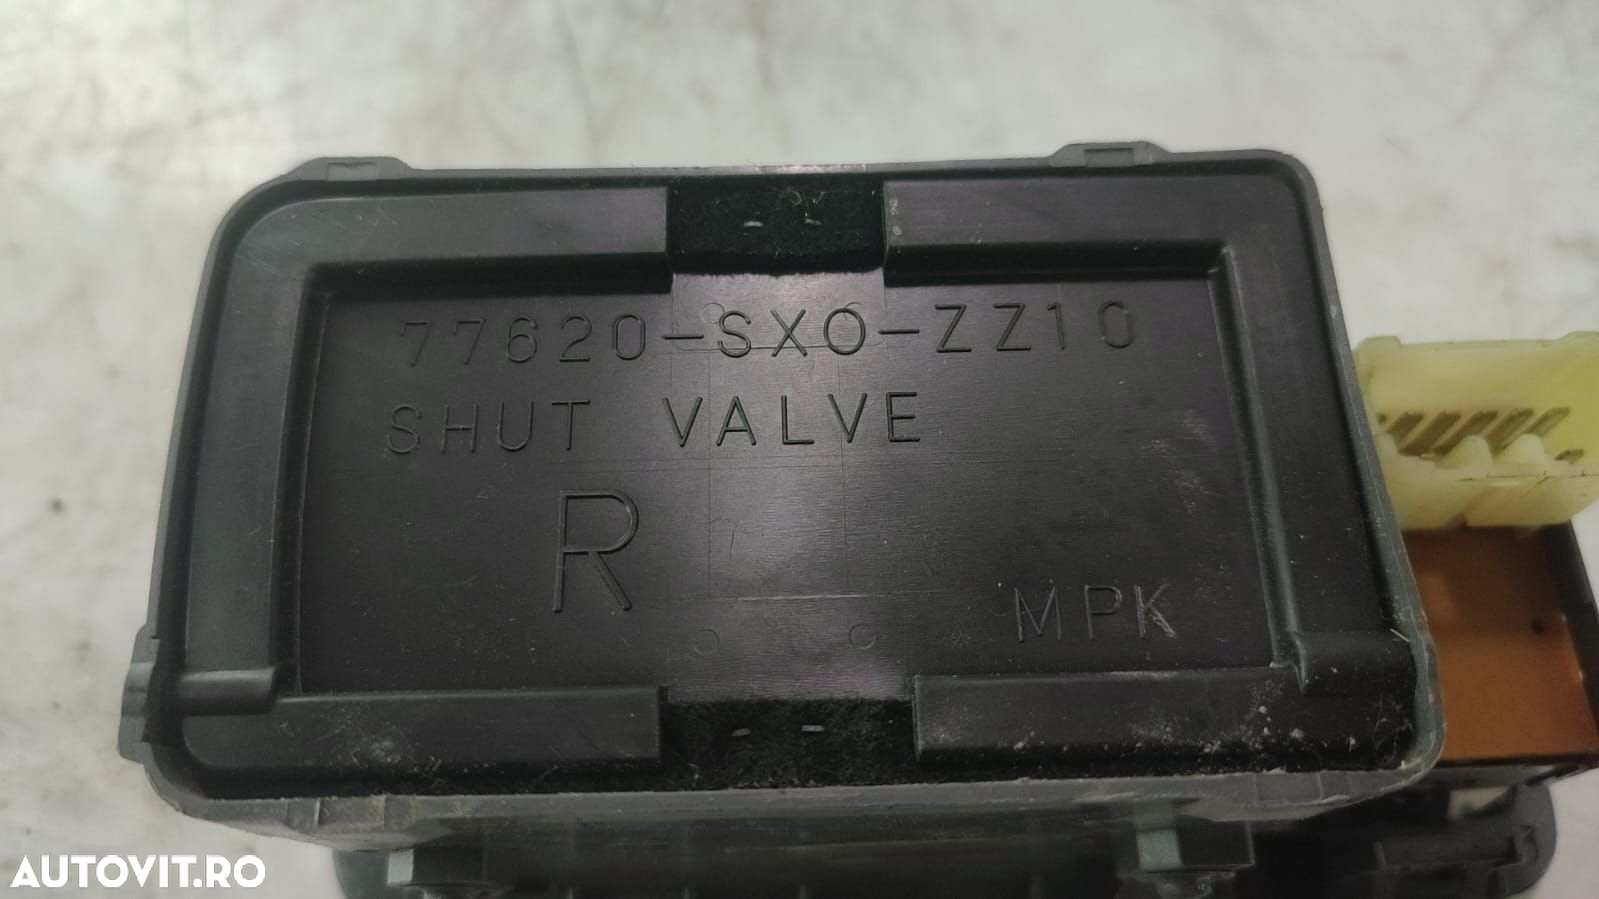 77620-SX0-ZZ10
SHUT VALVE
R
MPK
AUTOVIT.RO